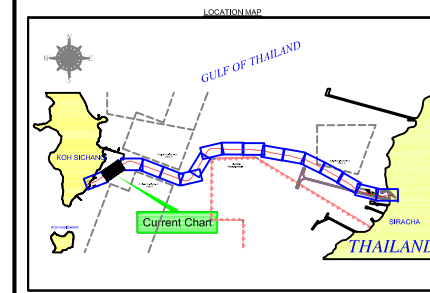 LOCATION MAP
N
W
E
S
GULF OF THAILAND
KOH SICHANG
Current Chart
SIRACHA
THAILAND